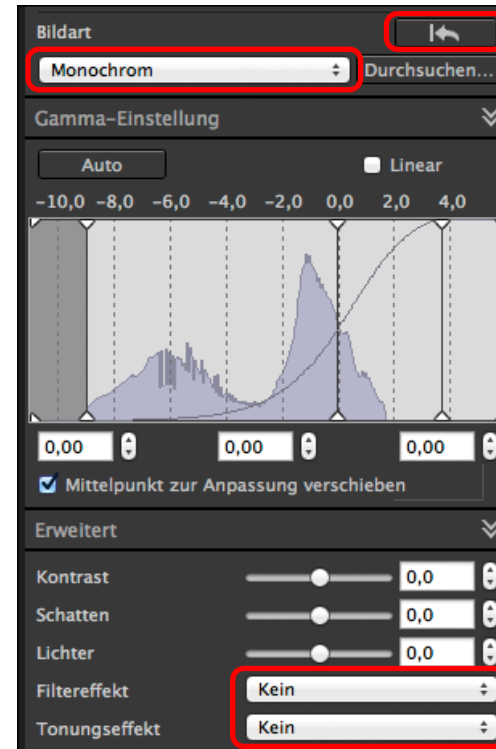 Bildart
Monochrom Durchsuchen...
Gamma-Einstellung
Auto Linear
-10,0 -8,0 -6,0 -4,0 -2,0 0,0 2,0 4,0
0,00 0,00 0,00
Mittelpunkt zur Anpassung verschieben
Erweitert
Kontrast 0,0
Schatten 0,0
Lichter 0,0
Filtereffekt Kein
Tonungseffekt Kein